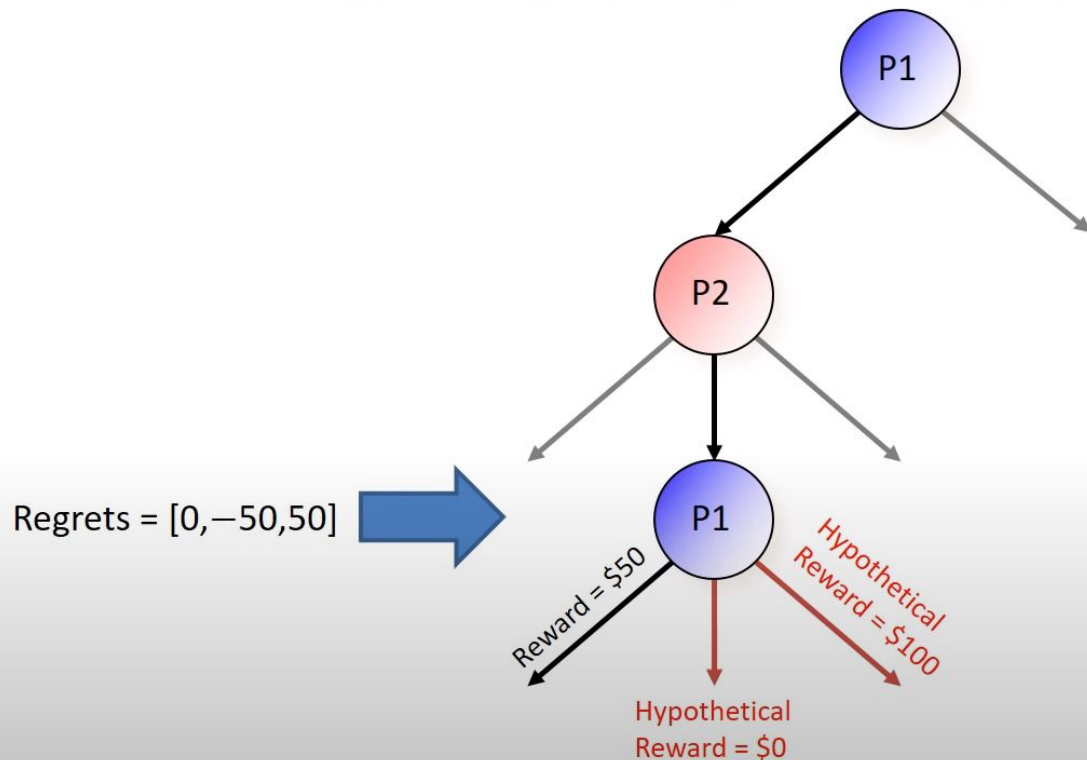 P1
P2
Regrets = [0,−50,50]
P1
Reward = $50
Hypothetical
Reward = $0
Hypothetical
Reward = $100